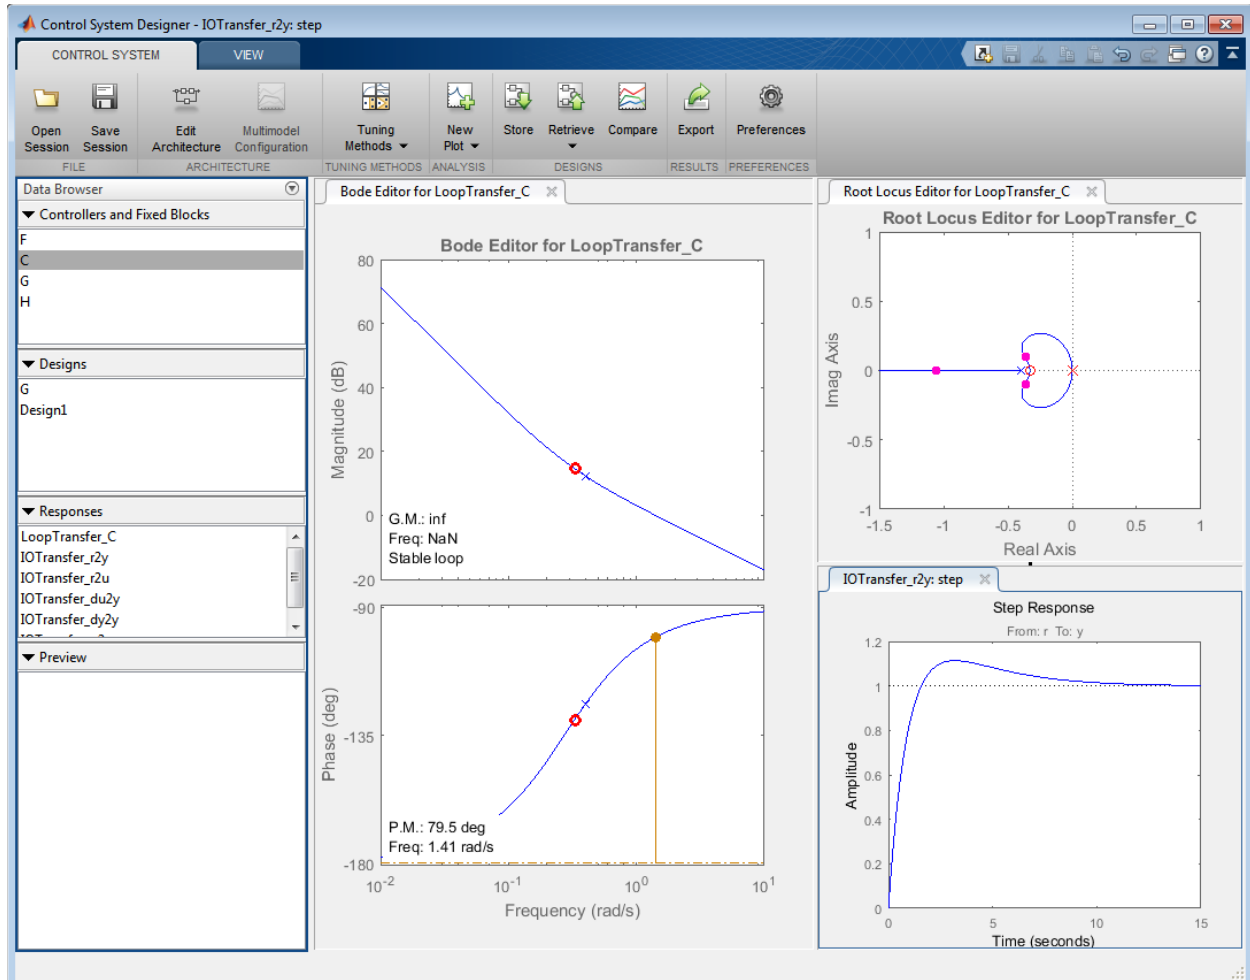 Control System Designer - IOTransfer_r2y: step
CONTROL SYSTEM
VIEW
Open Session
Save Session
Edit Architecture
Multimodel Configuration
Tuning Methods
New Plot
Store
Retrieve
Compare
Export
Preferences
FILE
ARCHITECTURE
TUNING METHODS
ANALYSIS
DESIGNS
RESULTS
PREFERENCES
Data Browser
Controllers and Fixed Blocks
F
C
G
H
Designs
G
Design1
Responses
LoopTransfer_C
IOTransfer_r2y
IOTransfer_r2u
IOTransfer_du2y
IOTransfer_dy2y
Preview
Bode Editor for LoopTransfer_C
Bode Editor for LoopTransfer_C
Magnitude (dB)
80
60
40
20
0
-20
G.M.: inf
Freq: NaN
Stable loop
Phase (deg)
-90
-135
-180
P.M.: 79.5 deg
Freq: 1.41 rad/s
10^-2
10^-1
10^0
10^1
Frequency (rad/s)
Root Locus Editor for LoopTransfer_C
Root Locus Editor for LoopTransfer_C
Imag Axis
1
0.5
0
-0.5
-1
-1.5
-1
-0.5
0
0.5
1
Real Axis
IOTransfer_r2y: step
Step Response
From: r To: y
Amplitude
1.2
1
0.8
0.6
0.4
0.2
0
0
5
10
15
Time (seconds)